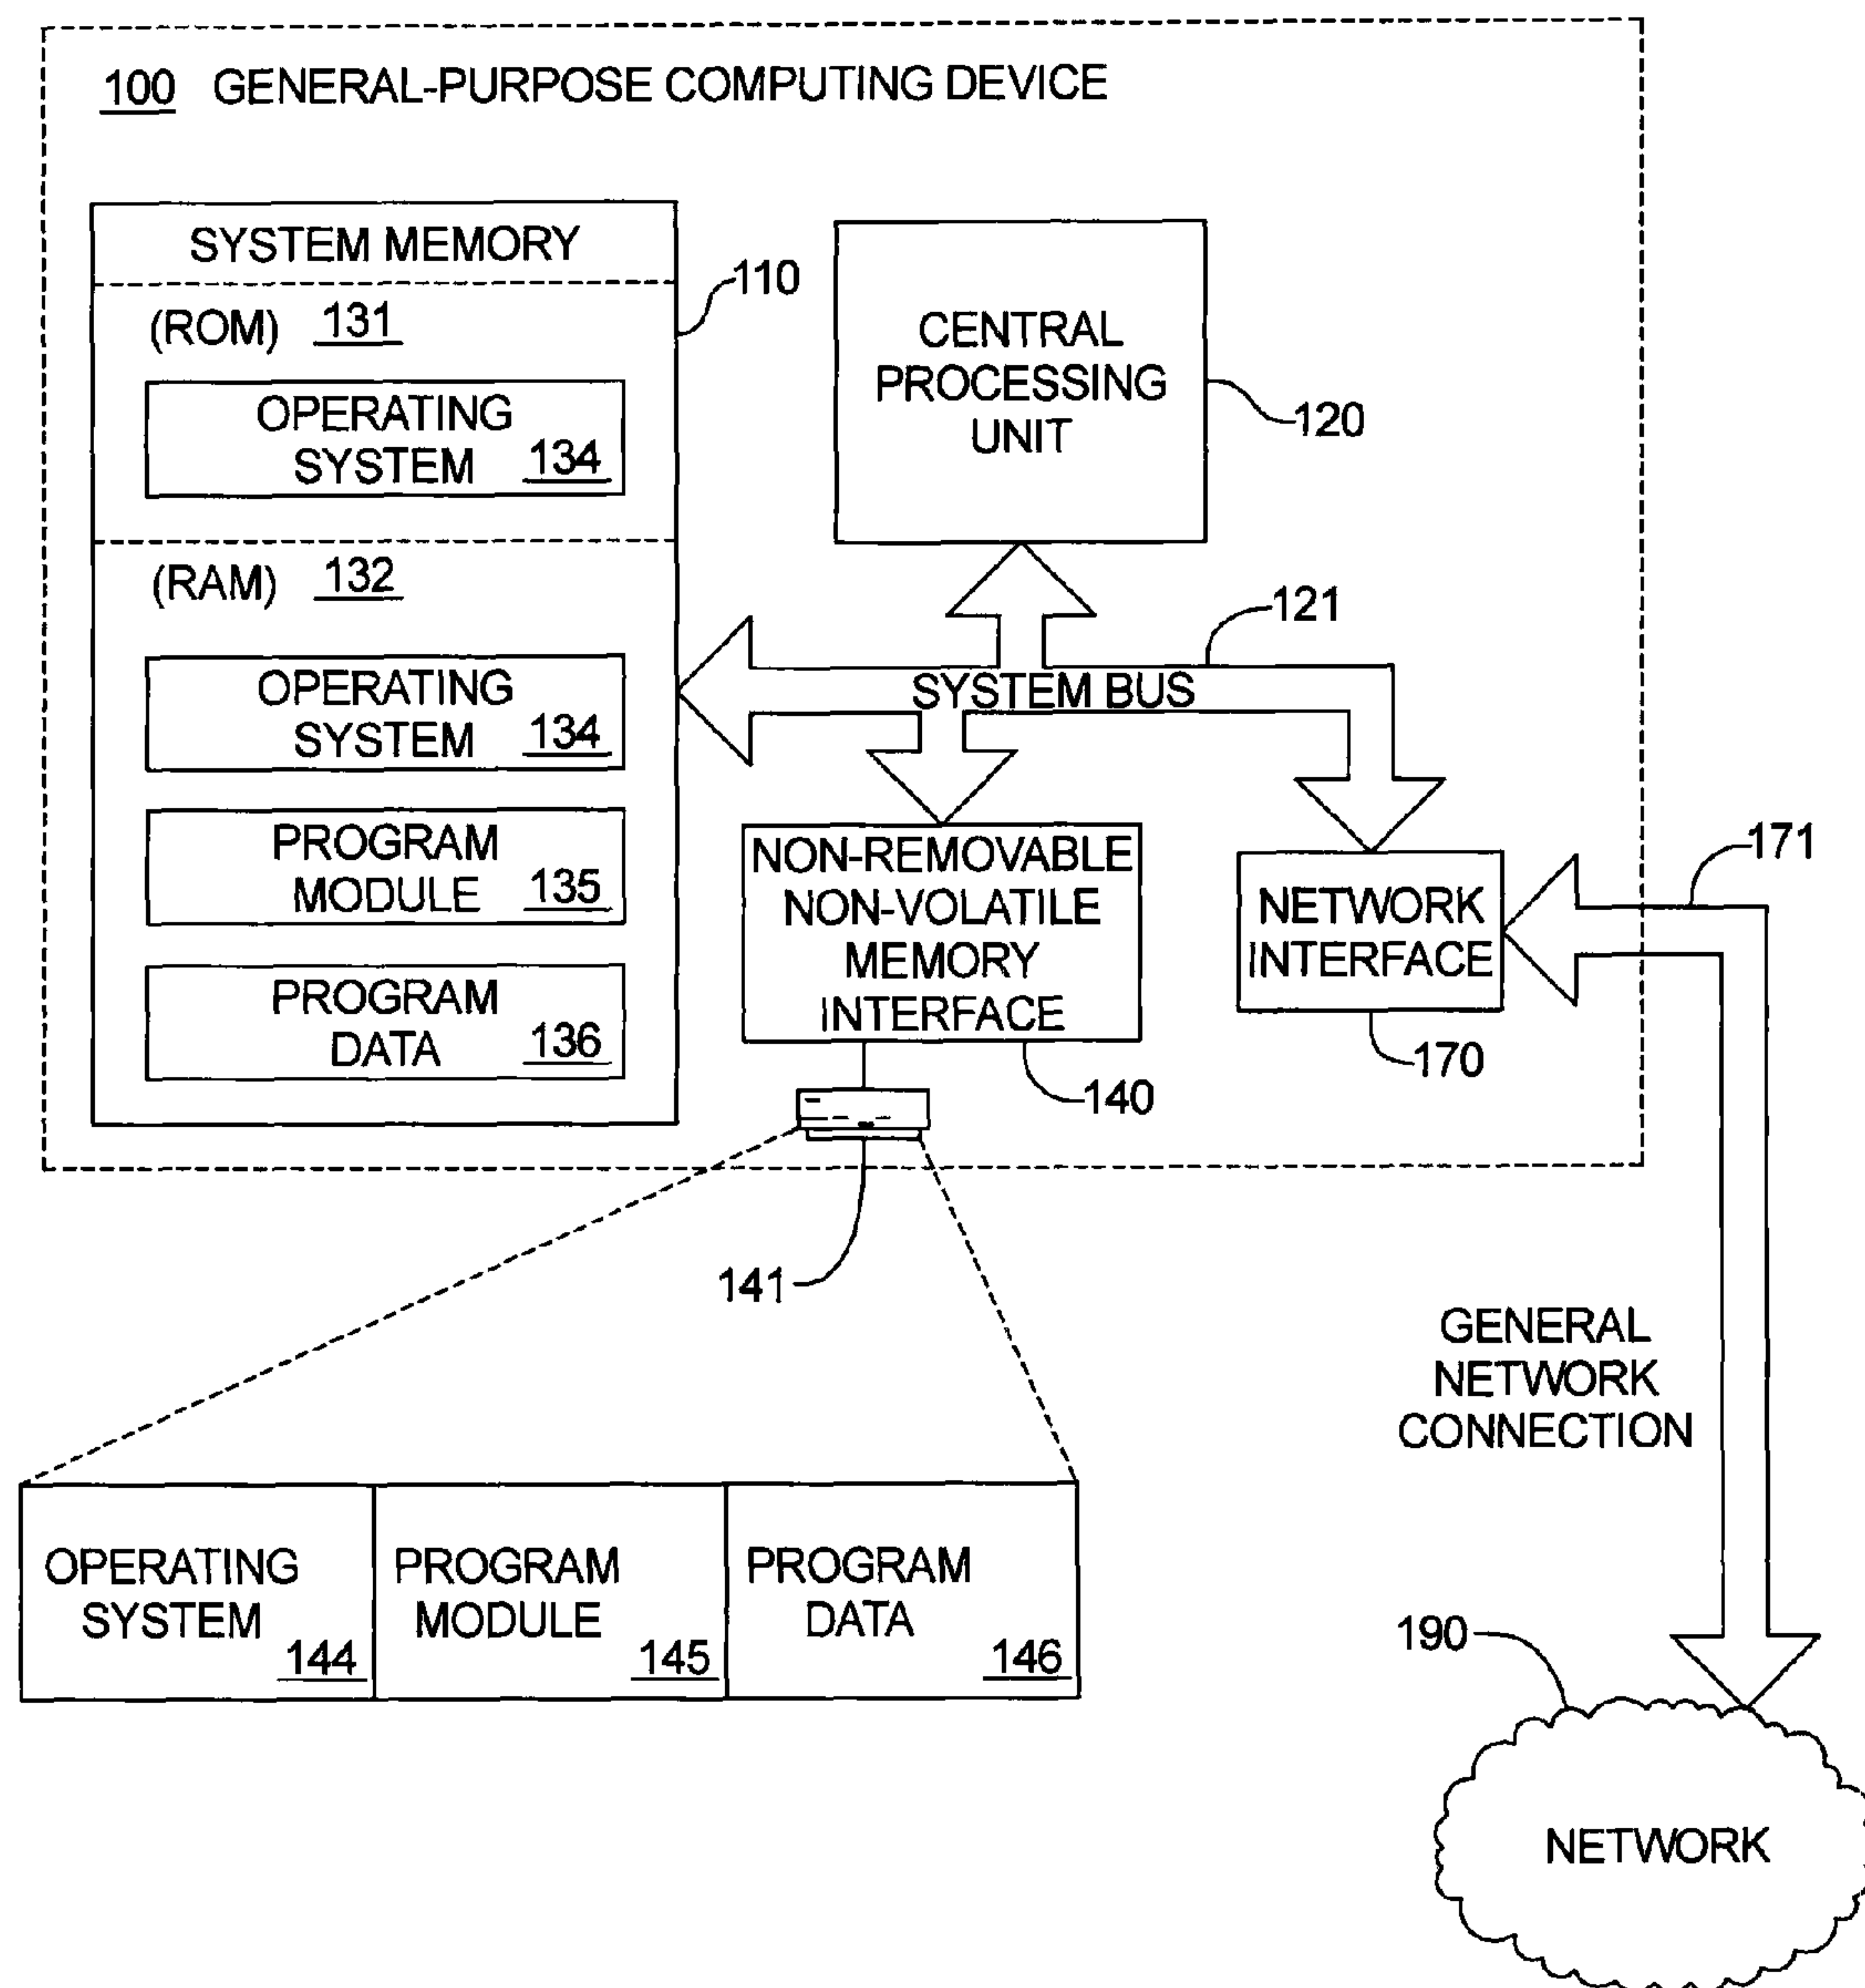 100 GENERAL-PURPOSE COMPUTING DEVICE
SYSTEM MEMORY
110
(ROM) 131
OPERATING
SYSTEM 134
(RAM) 132
OPERATING
SYSTEM 134
PROGRAM
MODULE 135
PROGRAM
DATA 136
CENTRAL
PROCESSING
UNIT
120
121
SYSTEM BUS
NON-REMOVABLE
NON-VOLATILE
MEMORY
INTERFACE
140
NETWORK
INTERFACE
170
171
141
GENERAL
NETWORK
CONNECTION
OPERATING
SYSTEM
144
PROGRAM
MODULE
145
PROGRAM
DATA
146
190
NETWORK